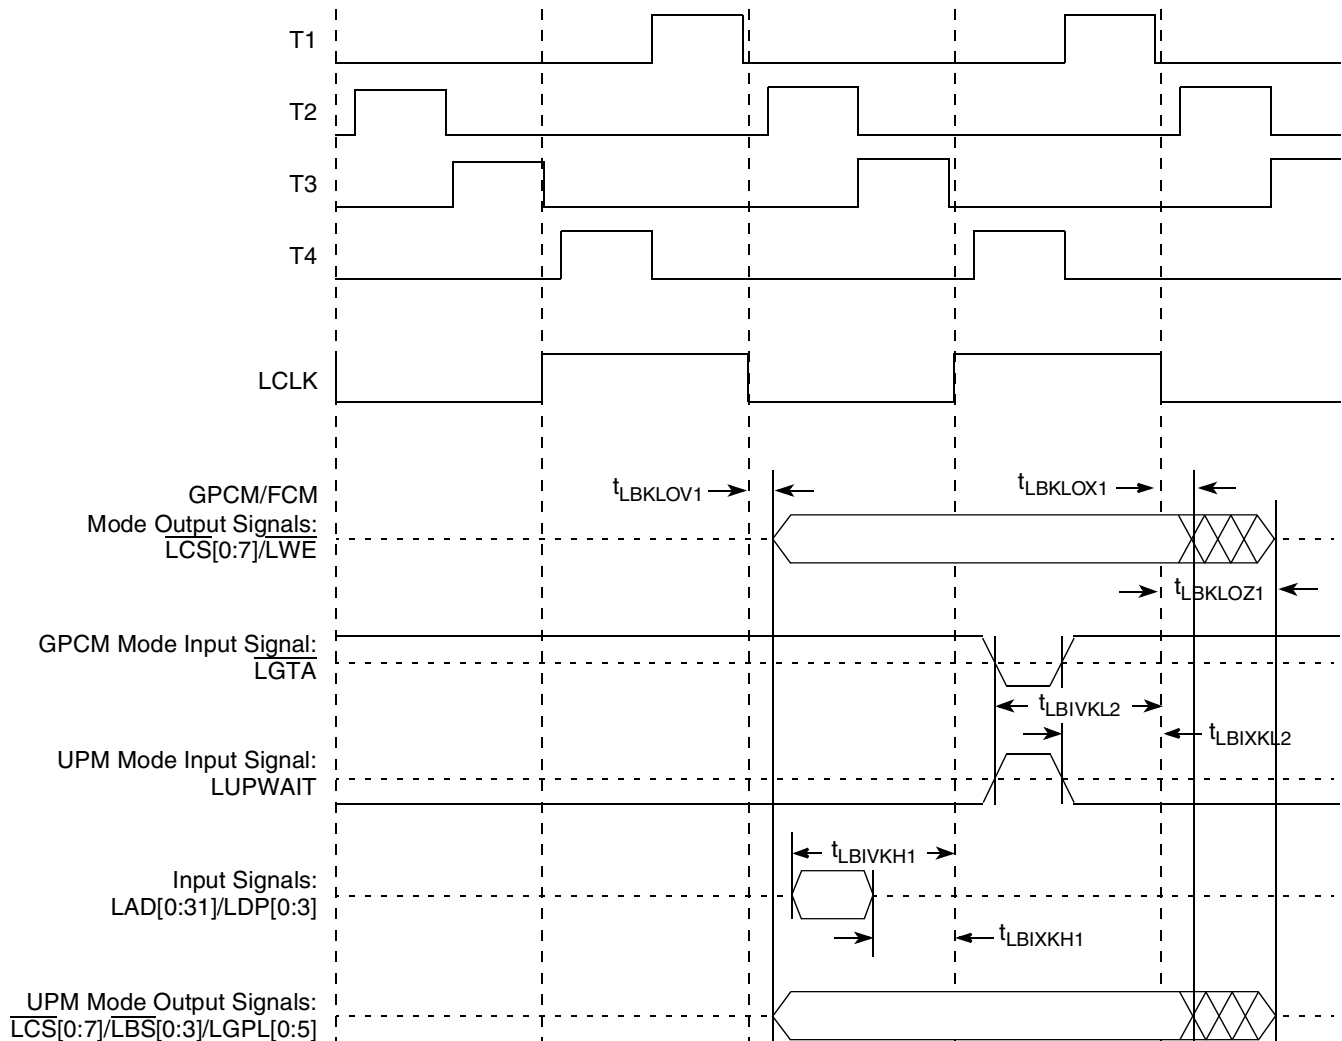 T1
T2
T3
T4
LCLK
GPCM/FCM
Mode Output Signals:
LCS[0:7]/LWE
tLBKLOV1
tLBKLOX1
tLBKLOZ1
GPCM Mode Input Signal:
LGTA
tLBIVKL2
tLBIXKL2
UPM Mode Input Signal:
LUPWAIT
tLBIVKH1
Input Signals:
LAD[0:31]/LDP[0:3]
tLBIXKH1
UPM Mode Output Signals:
LCS[0:7]/LBS[0:3]/LGPL[0:5]